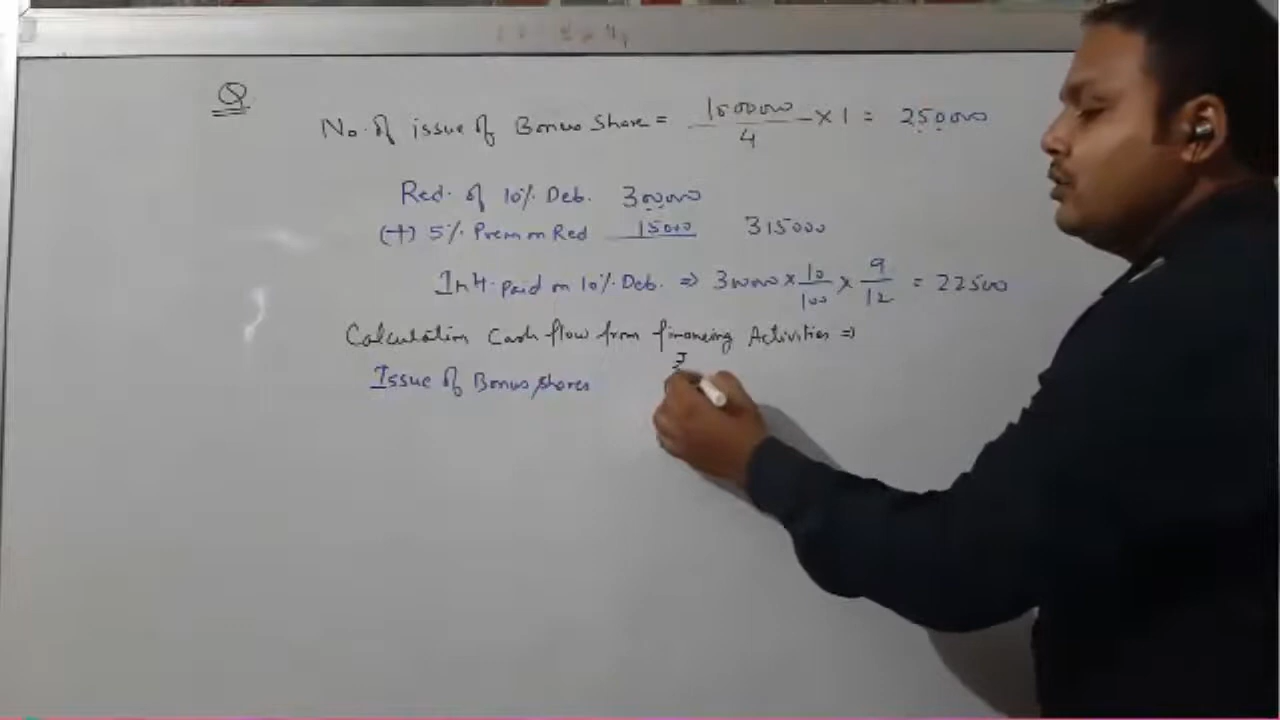 Q.
No. of issue of Bonus Share = 1000000/4 × 1 = 250000
Red. of 10% Deb. 300000
(+) 5% Prem on Red 15000 315000
Int. paid on 10% Deb. ⇒ 300000 × 10/100 × 9/12 = 22500
Calculation Cash flow from financing Activities ⇒
₹
Issue of Bonus shares